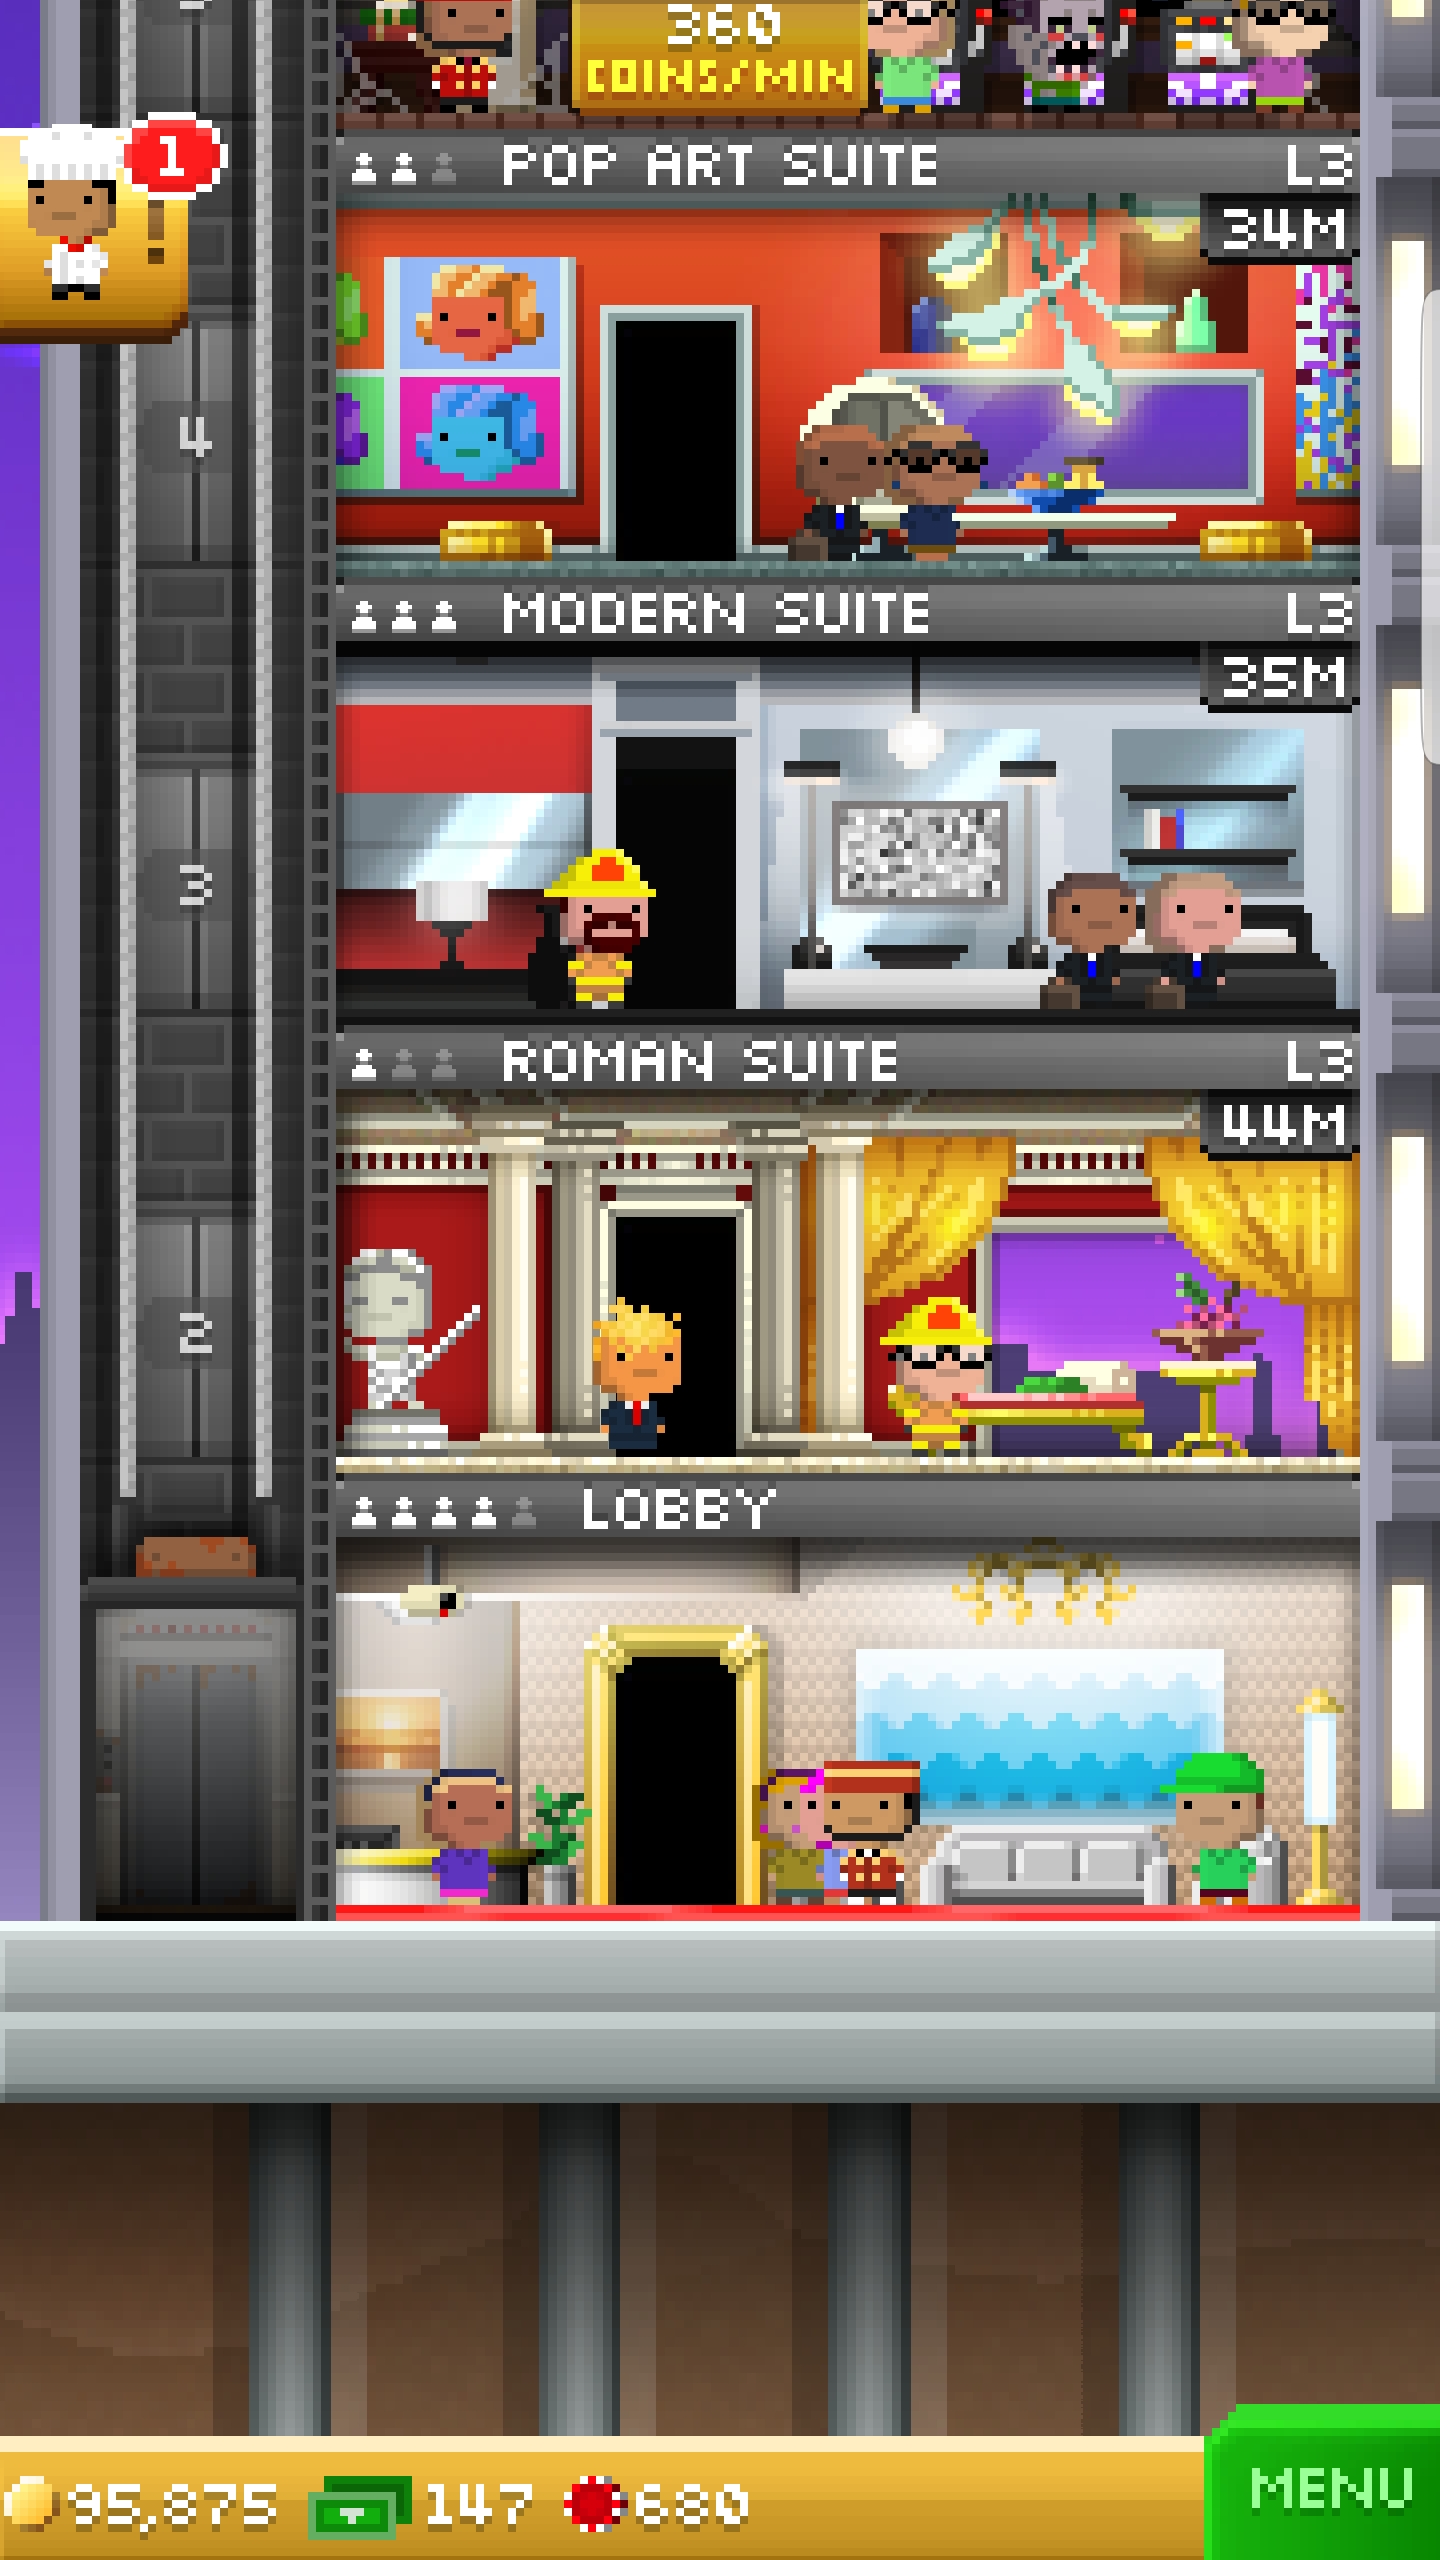 360
COINS/MIN
1
!
POP ART SUITE L3
34M
4
MODERN SUITE L3
35M
3
ROMAN SUITE L3
44M
2
LOBBY
95,875 147 680
MENU